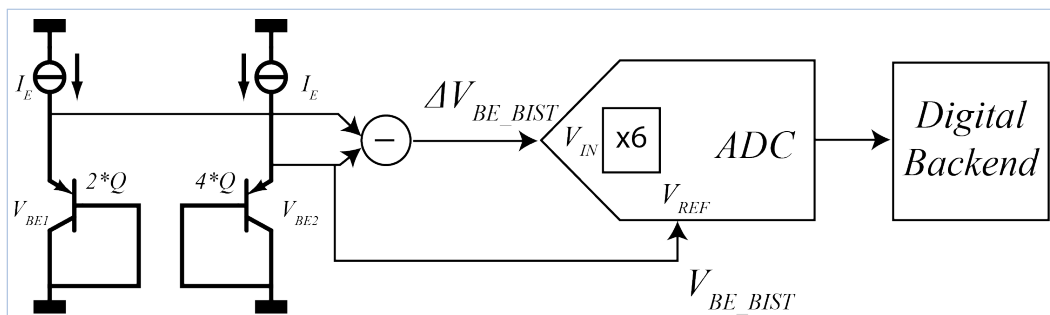 I_E
I_E
2*Q
4*Q
V_BE1
V_BE2
−
ΔV_BE_BIST
V_IN
x6
ADC
V_REF
V_BE_BIST
Digital
Backend